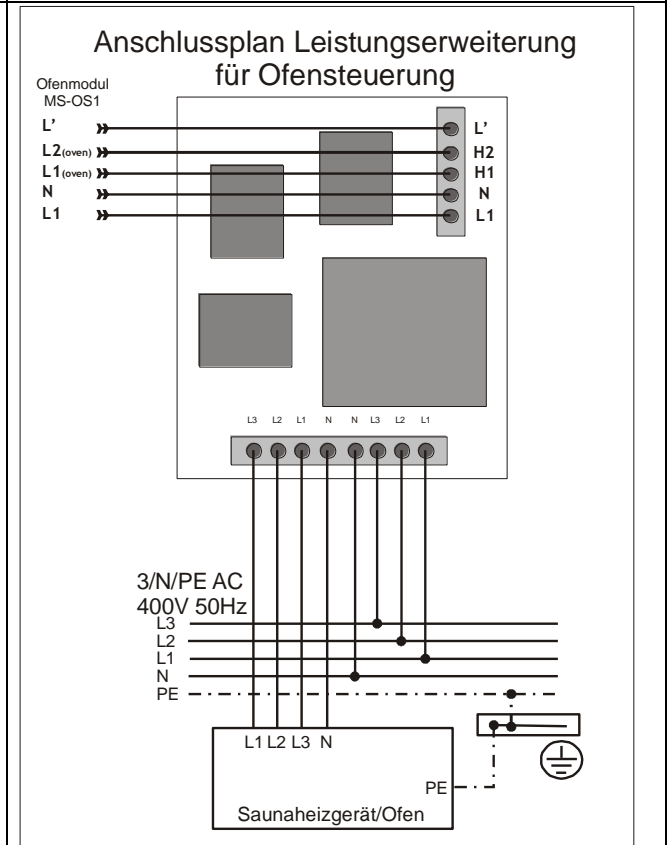 Anschlussplan Leistungserweiterung
für Ofensteuerung
Ofenmodul
MS-OS1
L' L'
L2(oven) H2
L1(oven) H1
N N
L1 L1
L3 L2 L1 N N L3 L2 L1
3/N/PE AC
400V 50Hz
L3
L2
L1
N
PE
L1 L2 L3 N
PE
Saunaheizgerät/Ofen